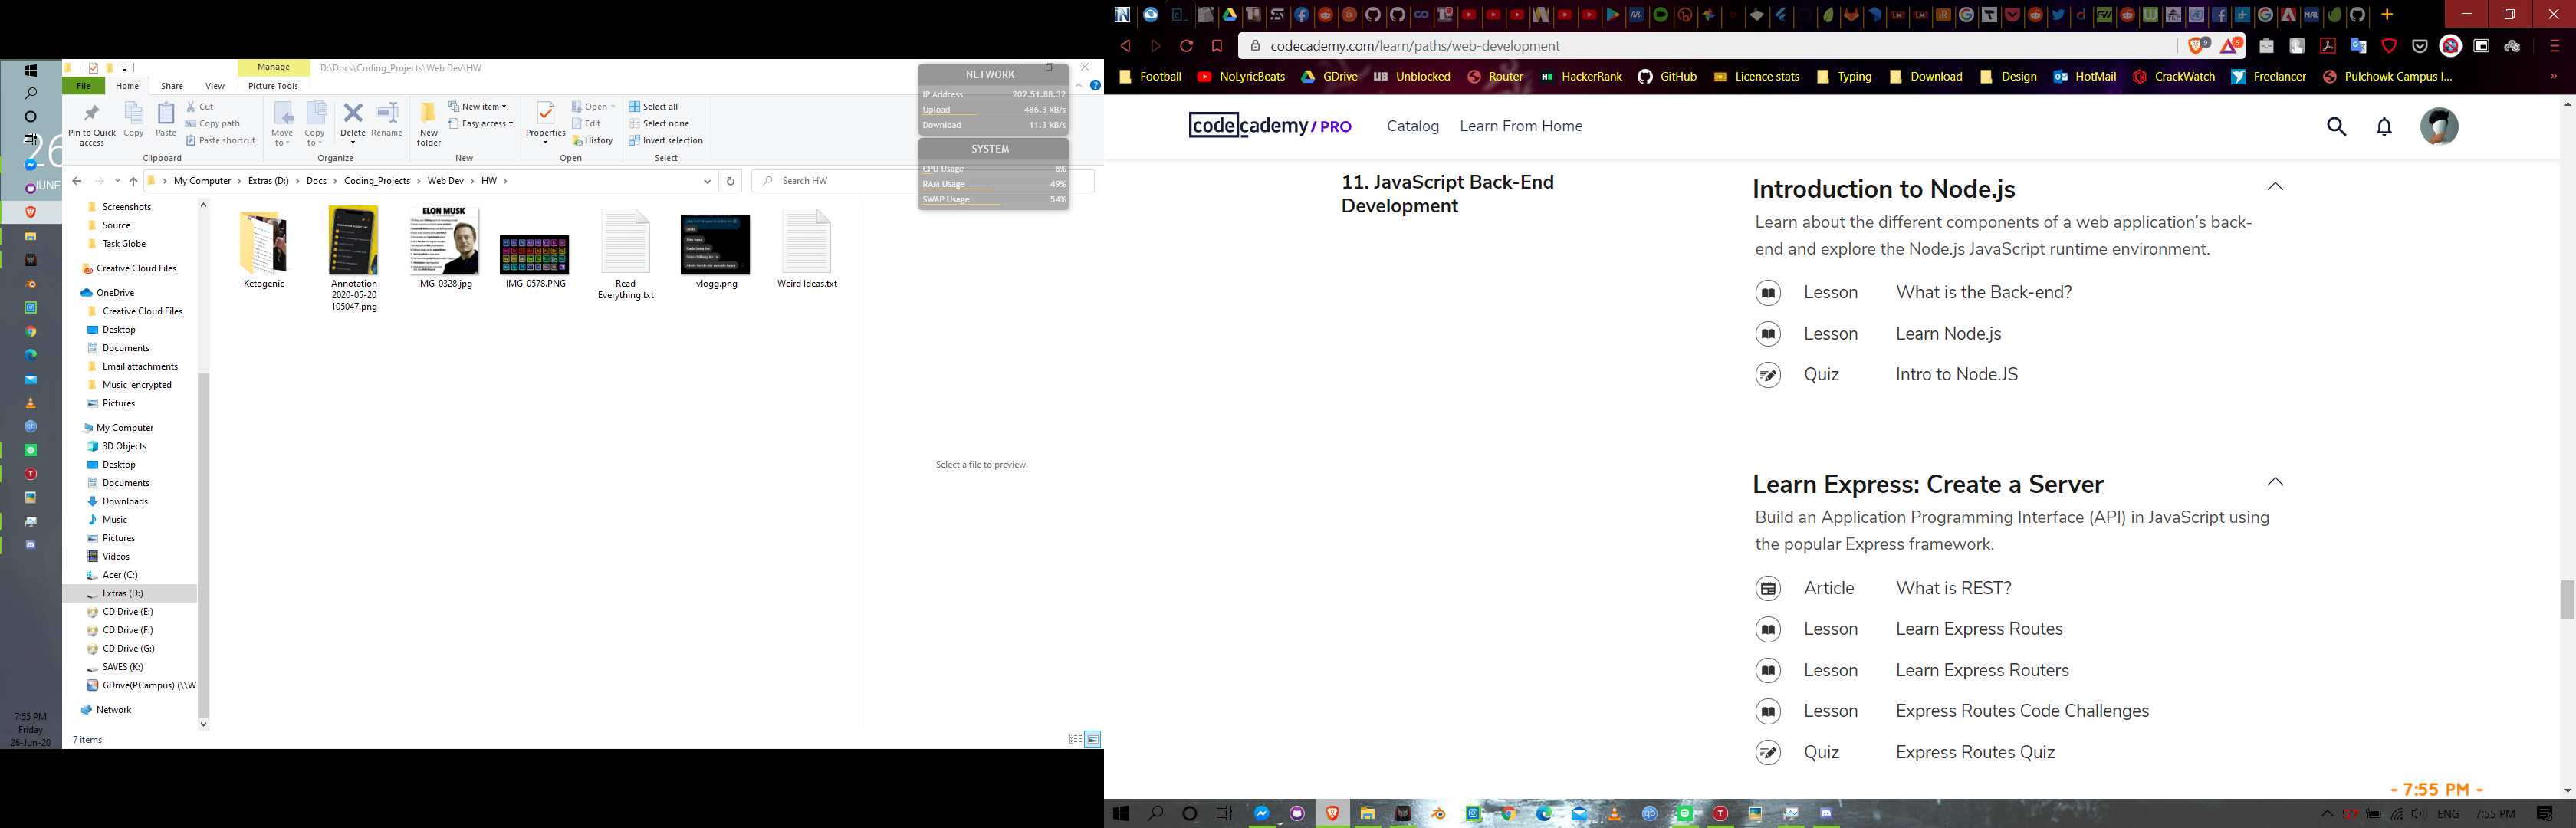 Manage
D:\Docs\Coding_Projects\Web Dev\HW
File
Home
Share
View
Picture Tools
Pin to Quick access
Copy
Paste
Cut
Copy path
Paste shortcut
Clipboard
Move to
Copy to
Delete
Rename
Organize
New folder
New item
Easy access
New
Properties
Open
Edit
History
Open
Select all
Select none
Invert selection
Select
NETWORK
IP Address 202.51.88.32
Upload 486.3 kB/s
Download 11.3 kB/s
SYSTEM
CPU Usage 8%
RAM Usage 49%
SWAP Usage 54%
My Computer > Extras (D:) > Docs > Coding_Projects > Web Dev > HW >
Search HW
26
JUNE
Screenshots
Source
Task Globe
Creative Cloud Files
OneDrive
Creative Cloud Files
Desktop
Documents
Email attachments
Music_encrypted
Pictures
My Computer
3D Objects
Desktop
Documents
Downloads
Music
Pictures
Videos
Acer (C:)
Extras (D:)
CD Drive (E:)
CD Drive (F:)
CD Drive (G:)
SAVES (K:)
GDrive(PCampus) (\\W
Network
ELON MUSK
Ketogenic
Annotation
2020-05-20
105047.png
IMG_0328.jpg
IMG_0578.PNG
Read
Everything.txt
vlogg.png
Weird Ideas.txt
Select a file to preview.
7 items
7:55 PM
Friday
26-Jun-20
codecademy.com/learn/paths/web-development
Football
NoLyricBeats
GDrive
Unblocked
Router
HackerRank
GitHub
Licence stats
Typing
Download
Design
HotMail
CrackWatch
Freelancer
Pulchowk Campus I...
codecademy / PRO
Catalog
Learn From Home
11. JavaScript Back-End
Development
Introduction to Node.js
Learn about the different components of a web application's back-
end and explore the Node.js JavaScript runtime environment.
Lesson What is the Back-end?
Lesson Learn Node.js
Quiz Intro to Node.JS
Learn Express: Create a Server
Build an Application Programming Interface (API) in JavaScript using
the popular Express framework.
Article What is REST?
Lesson Learn Express Routes
Lesson Learn Express Routers
Lesson Express Routes Code Challenges
Quiz Express Routes Quiz
- 7:55 PM -
ENG
7:55 PM